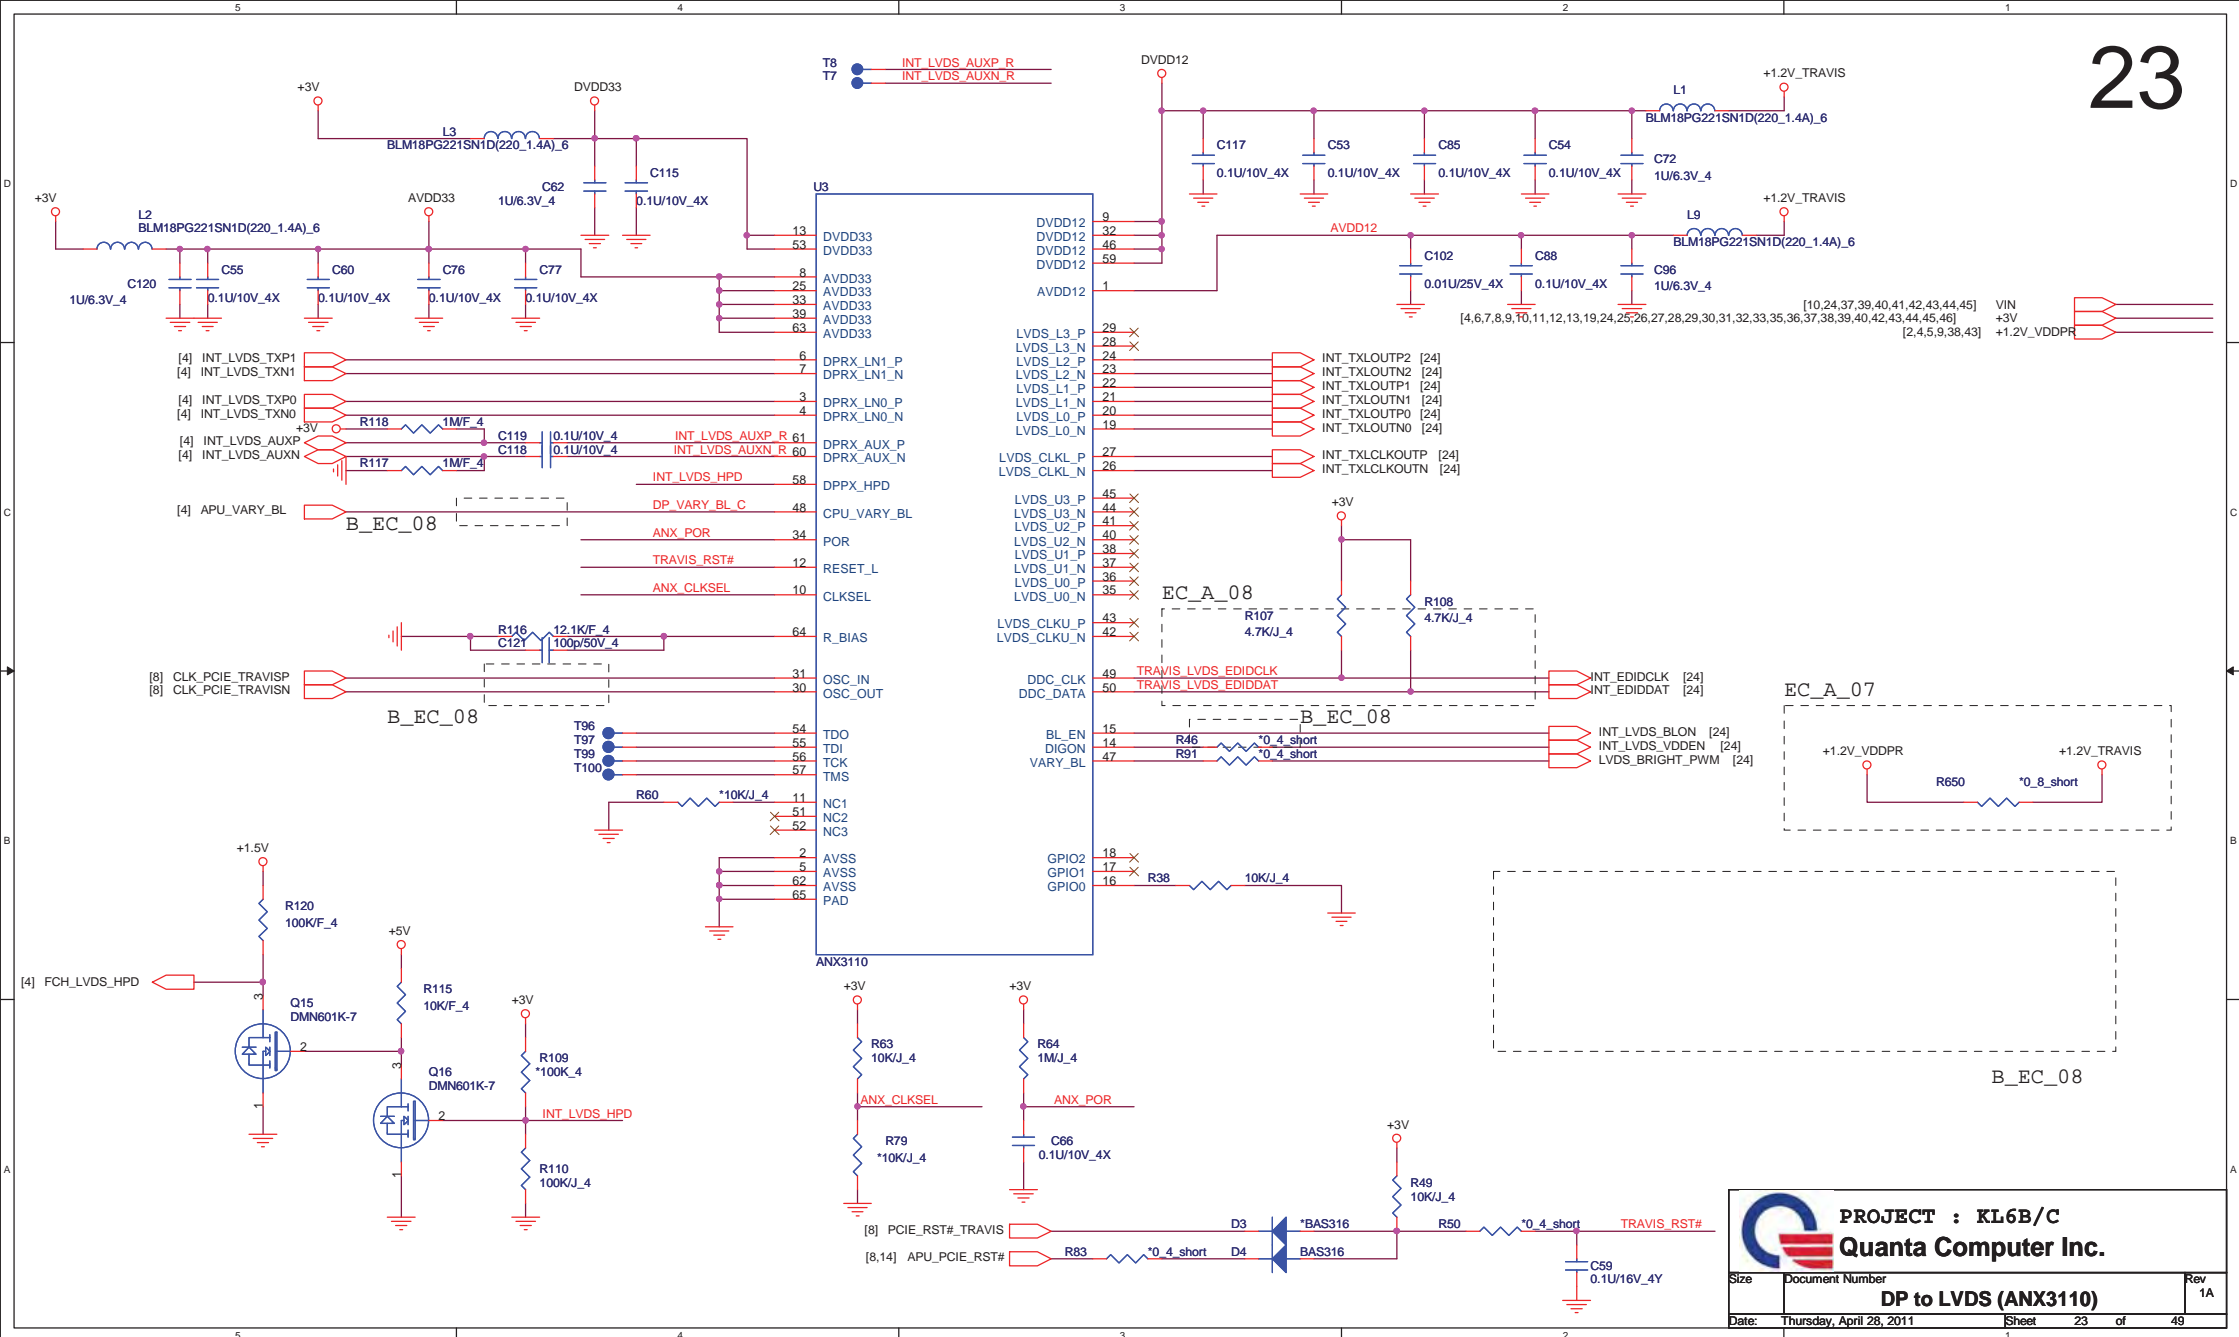 5
4
3
2
1
23
T8
INT_LVDS_AUXP_R
T7
INT_LVDS_AUXN_R
+3V
DVDD33
L3
BLM18PG221SN1D(220_1.4A)_6
C62
1U/6.3V_4
C115
0.1U/10V_4X
+3V
L2
BLM18PG221SN1D(220_1.4A)_6
AVDD33
C120
1U/6.3V_4
C55
0.1U/10V_4X
C60
0.1U/10V_4X
C76
0.1U/10V_4X
C77
0.1U/10V_4X
DVDD12
+1.2V_TRAVIS
L1
BLM18PG221SN1D(220_1.4A)_6
C117
0.1U/10V_4X
C53
0.1U/10V_4X
C85
0.1U/10V_4X
C54
0.1U/10V_4X
C72
1U/6.3V_4
+1.2V_TRAVIS
L9
BLM18PG221SN1D(220_1.4A)_6
AVDD12
C102
0.01U/25V_4X
C88
0.1U/10V_4X
C96
1U/6.3V_4
[10,24,37,39,40,41,42,43,44,45] VIN
[4,6,7,8,9,10,11,12,13,19,24,25,26,27,28,29,30,31,32,33,35,36,37,38,39,40,42,43,44,45,46] +3V
[2,4,5,9,38,43] +1.2V_VDDPR
U3
13 DVDD33
53 DVDD33
8 AVDD33
25 AVDD33
33 AVDD33
39 AVDD33
63 AVDD33
[4] INT_LVDS_TXP1 6 DPRX_LN1_P
[4] INT_LVDS_TXN1 7 DPRX_LN1_N
[4] INT_LVDS_TXP0 3 DPRX_LN0_P
[4] INT_LVDS_TXN0 4 DPRX_LN0_N
+3V R118 1M/F_4
[4] INT_LVDS_AUXP C119 0.1U/10V_4 INT_LVDS_AUXP_R 61 DPRX_AUX_P
[4] INT_LVDS_AUXN C118 0.1U/10V_4 INT_LVDS_AUXN_R 60 DPRX_AUX_N
R117 1M/F_4
INT_LVDS_HPD 58 DPPX_HPD
[4] APU_VARY_BL DP_VARY_BL_C 48 CPU_VARY_BL
B_EC_08
ANX_POR 34 POR
TRAVIS_RST# 12 RESET_L
ANX_CLKSEL 10 CLKSEL
R116 12.1K/F_4 64 R_BIAS
C121 100p/50V_4
[8] CLK_PCIE_TRAVISP 31 OSC_IN
[8] CLK_PCIE_TRAVISN 30 OSC_OUT
B_EC_08
T96 54 TDO
T97 55 TDI
T99 56 TCK
T100 57 TMS
R60 *10K/J_4 11 NC1
51 NC2
52 NC3
2 AVSS
5 AVSS
62 AVSS
65 PAD
ANX3110
DVDD12 9
DVDD12 32
DVDD12 46
DVDD12 59
AVDD12 1
LVDS_L3_P 29
LVDS_L3_N 28
LVDS_L2_P 24 INT_TXLOUTP2 [24]
LVDS_L2_N 23 INT_TXLOUTN2 [24]
LVDS_L1_P 22 INT_TXLOUTP1 [24]
LVDS_L1_N 21 INT_TXLOUTN1 [24]
LVDS_L0_P 20 INT_TXLOUTP0 [24]
LVDS_L0_N 19 INT_TXLOUTN0 [24]
LVDS_CLKL_P 27 INT_TXLCLKOUTP [24]
LVDS_CLKL_N 26 INT_TXLCLKOUTN [24]
LVDS_U3_P 45
LVDS_U3_N 44
LVDS_U2_P 41
LVDS_U2_N 40
LVDS_U1_P 38
LVDS_U1_N 37
LVDS_U0_P 36
LVDS_U0_N 35
LVDS_CLKU_P 43
LVDS_CLKU_N 42
+3V
EC_A_08
R107
4.7K/J_4
R108
4.7K/J_4
DDC_CLK 49 TRAVIS_LVDS_EDIDCLK INT_EDIDCLK [24]
DDC_DATA 50 TRAVIS_LVDS_EDIDDAT INT_EDIDDAT [24]
B_EC_08
BL_EN 15 INT_LVDS_BLON [24]
DIGON 14 R46 *0_4_short INT_LVDS_VDDEN [24]
VARY_BL 47 R91 *0_4_short LVDS_BRIGHT_PWM [24]
GPIO2 18
GPIO1 17
GPIO0 16 R38 10K/J_4
EC_A_07
+1.2V_VDDPR
+1.2V_TRAVIS
R650 *0_8_short
B_EC_08
+1.5V
R120
100K/F_4
[4] FCH_LVDS_HPD
3
Q15
DMN601K-7
2
1
+5V
R115
10K/F_4
3
Q16
DMN601K-7
2
1
+3V
R109
*100K_4
INT_LVDS_HPD
R110
100K/J_4
+3V
R63
10K/J_4
ANX_CLKSEL
R79
*10K/J_4
+3V
R64
1M/J_4
ANX_POR
C66
0.1U/10V_4X
+3V
R49
10K/J_4
[8] PCIE_RST#_TRAVIS D3 *BAS316 R50 *0_4_short TRAVIS_RST#
[8,14] APU_PCIE_RST# R83 *0_4_short D4 BAS316
C59
0.1U/16V_4Y
PROJECT : KL6B/C
Quanta Computer Inc.
Size Document Number Rev
DP to LVDS (ANX3110) 1A
Date: Thursday, April 28, 2011 Sheet 23 of 49
D
C
B
A
D
C
B
A
5
4
3
2
1